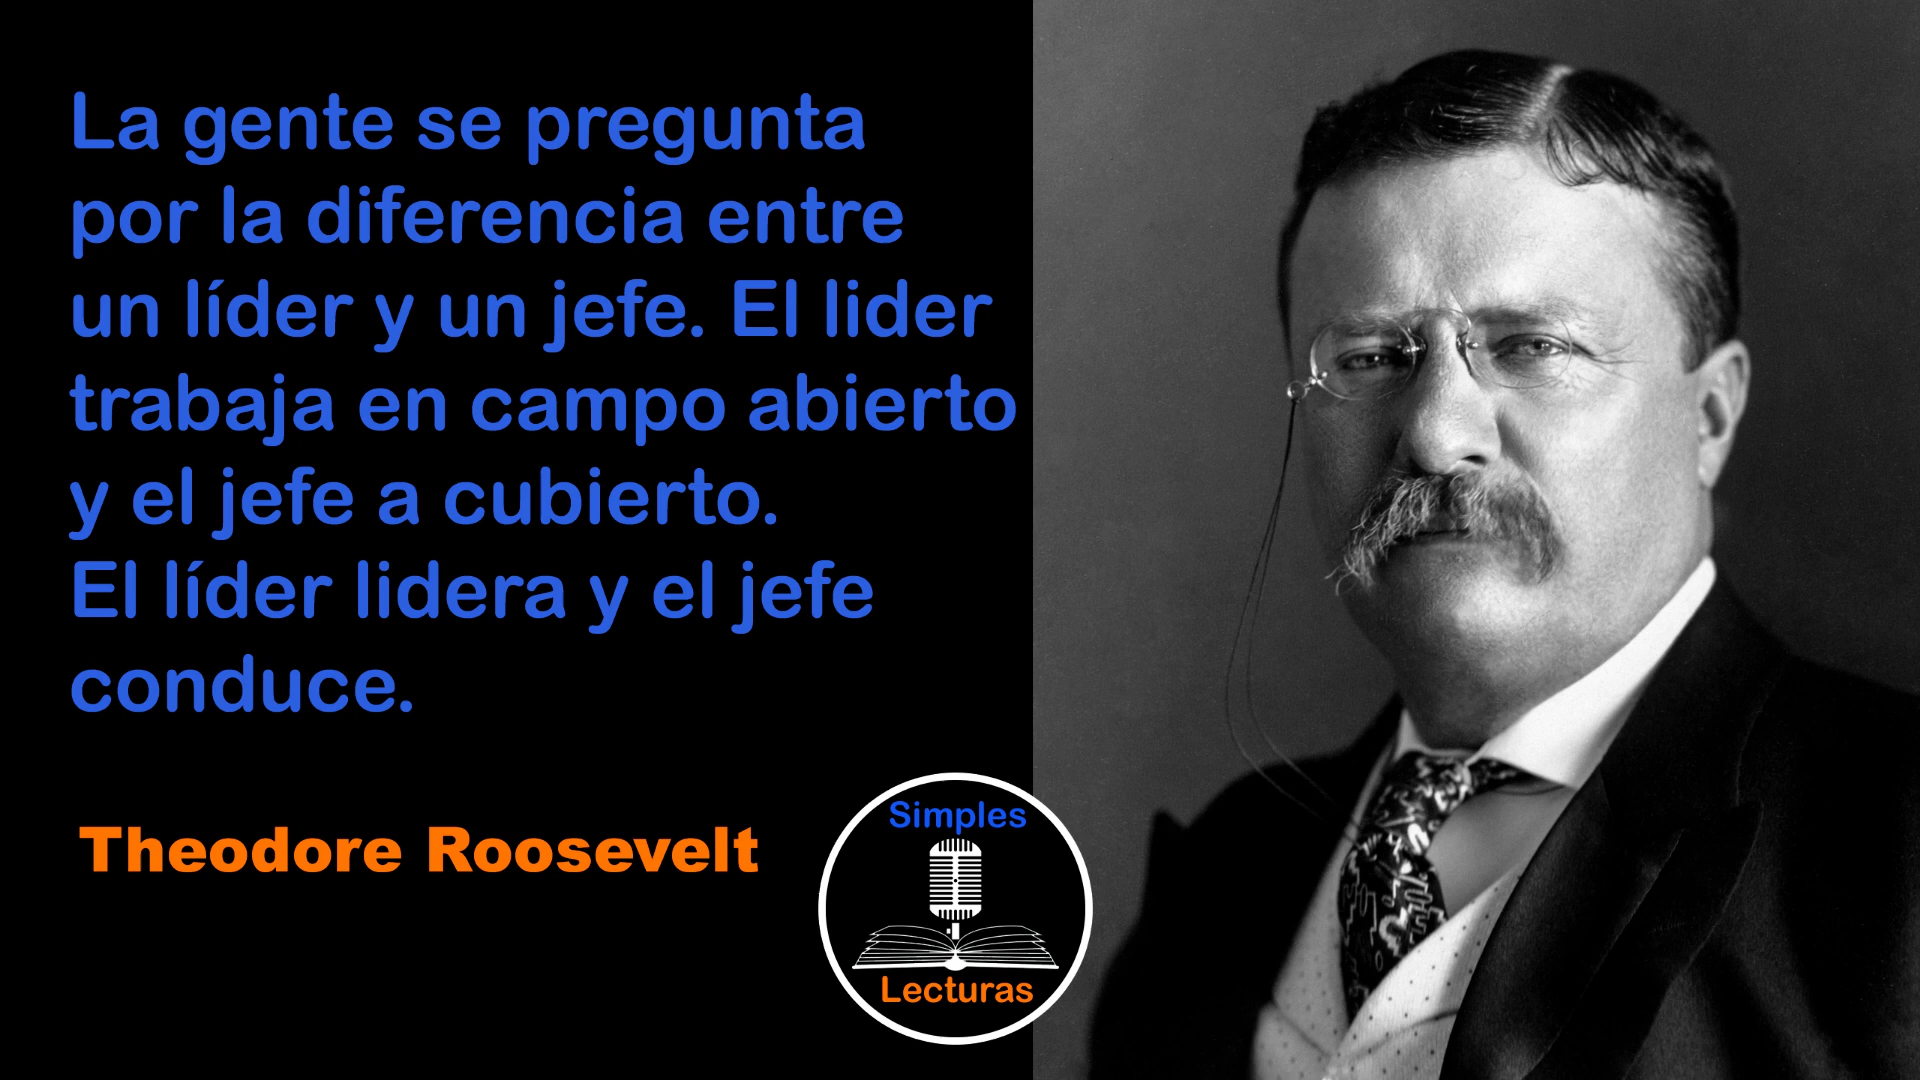 La gente se pregunta
por la diferencia entre
un líder y un jefe. El lider
trabaja en campo abierto
y el jefe a cubierto.
El líder lidera y el jefe
conduce.
Theodore Roosevelt
Simples
Lecturas